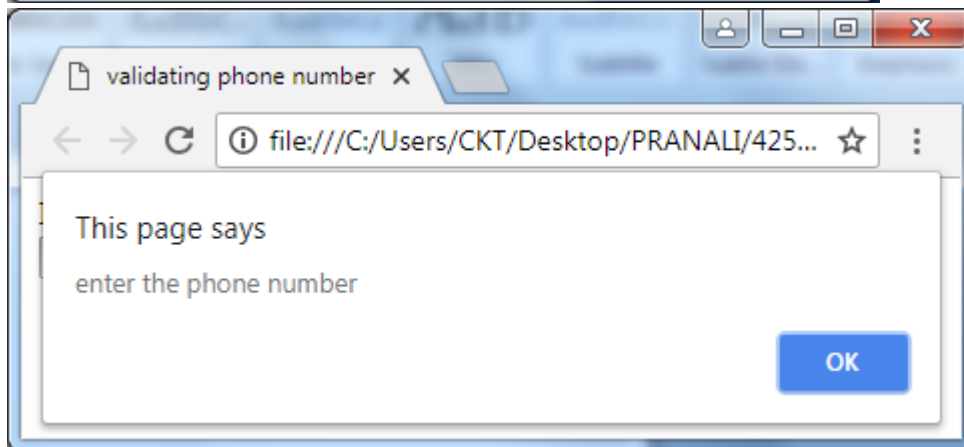 validating phone number
file:///C:/Users/CKT/Desktop/PRANALI/425...
This page says
enter the phone number
OK